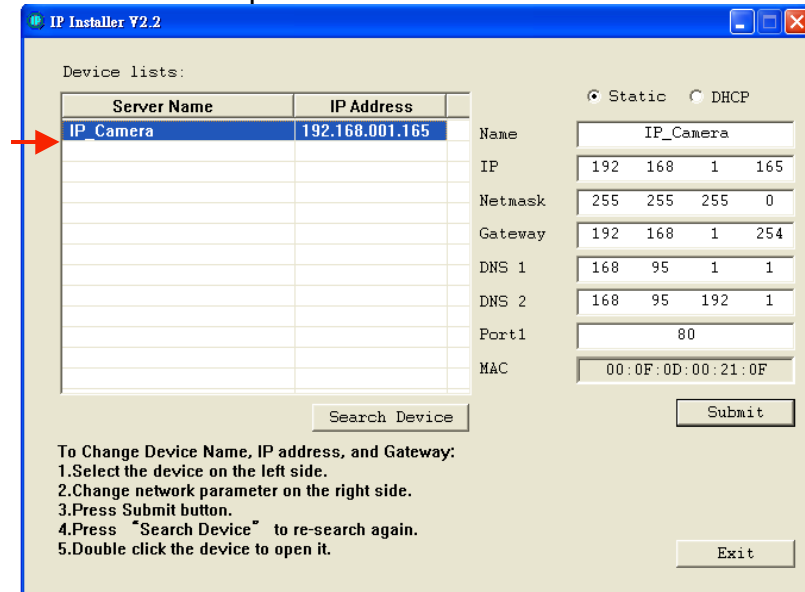 IP Installer V2.2
Device lists:
Server Name IP Address
IP_Camera 192.168.001.165
Static DHCP
Name IP_Camera
IP 192 168 1 165
Netmask 255 255 255 0
Gateway 192 168 1 254
DNS 1 168 95 1 1
DNS 2 168 95 192 1
Port1 80
MAC 00:0F:0D:00:21:0F
Search Device
Submit
To Change Device Name, IP address, and Gateway:
1.Select the device on the left side.
2.Change network parameter on the right side.
3.Press Submit button.
4.Press “Search Device” to re-search again.
5.Double click the device to open it.
Exit